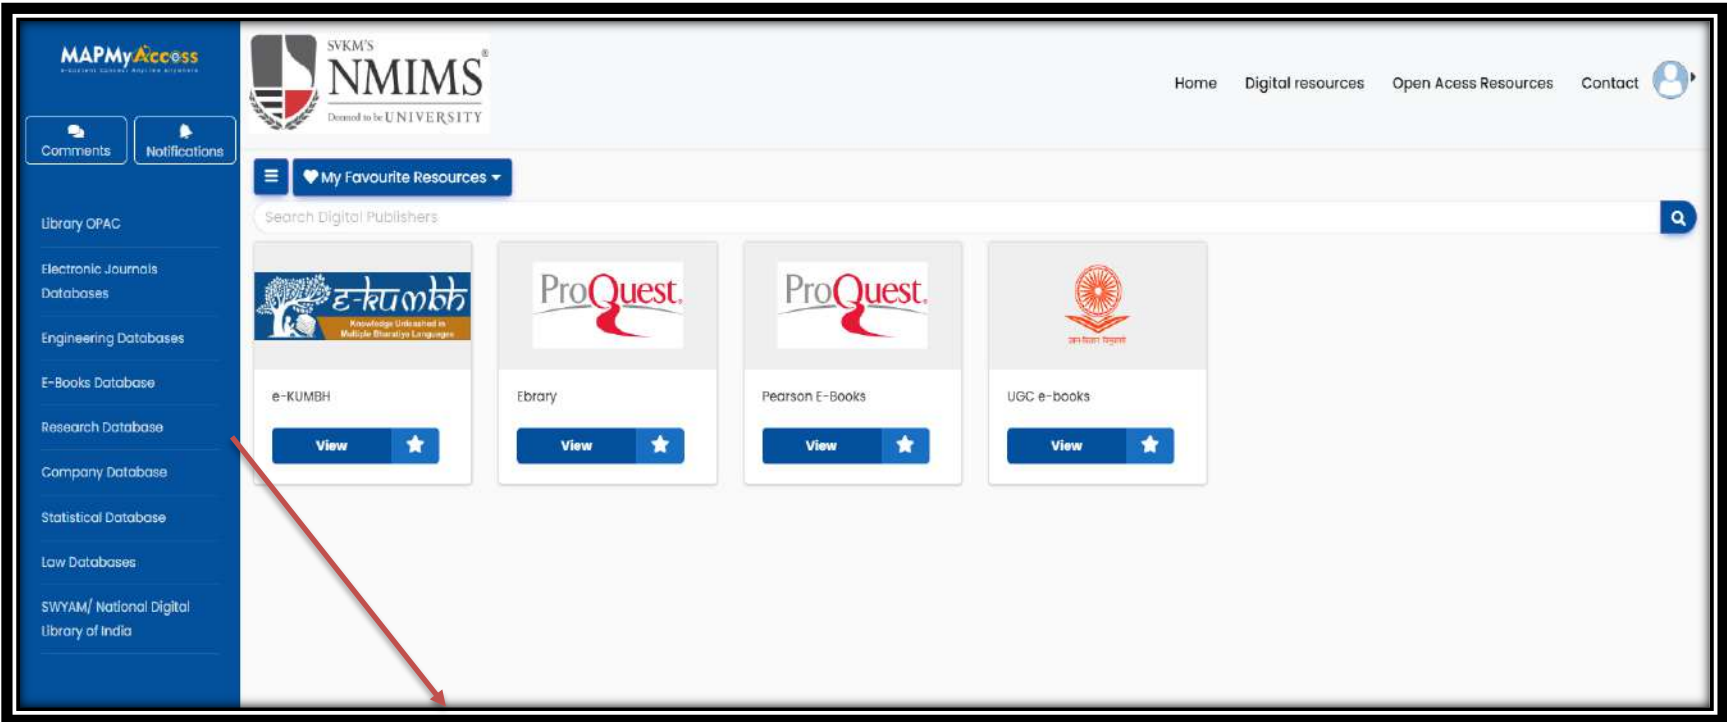 MAPMyAccess
Comments
Notifications
Library OPAC
Electronic Journals
Databases
Engineering Databases
E-Books Database
Research Database
Company Database
Statistical Database
Law Databases
SWYAM/ National Digital
Library of India
SVKM'S
NMIMS®
Deemed to be UNIVERSITY
Home Digital resources Open Acess Resources Contact
My Favourite Resources
Search Digital Publishers
ε-kumbh
Knowledge Unleashed in
Multiple Bharatiya Languages
e-KUMBH
View
ProQuest.
Ebrary
View
ProQuest.
Pearson E-Books
View
UGC e-books
View